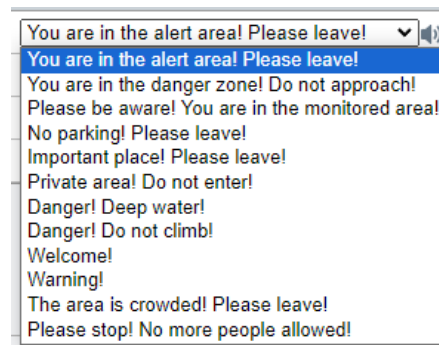 You are in the alert area! Please leave!
You are in the alert area! Please leave!
You are in the danger zone! Do not approach!
Please be aware! You are in the monitored area!
No parking! Please leave!
Important place! Please leave!
Private area! Do not enter!
Danger! Deep water!
Danger! Do not climb!
Welcome!
Warning!
The area is crowded! Please leave!
Please stop! No more people allowed!